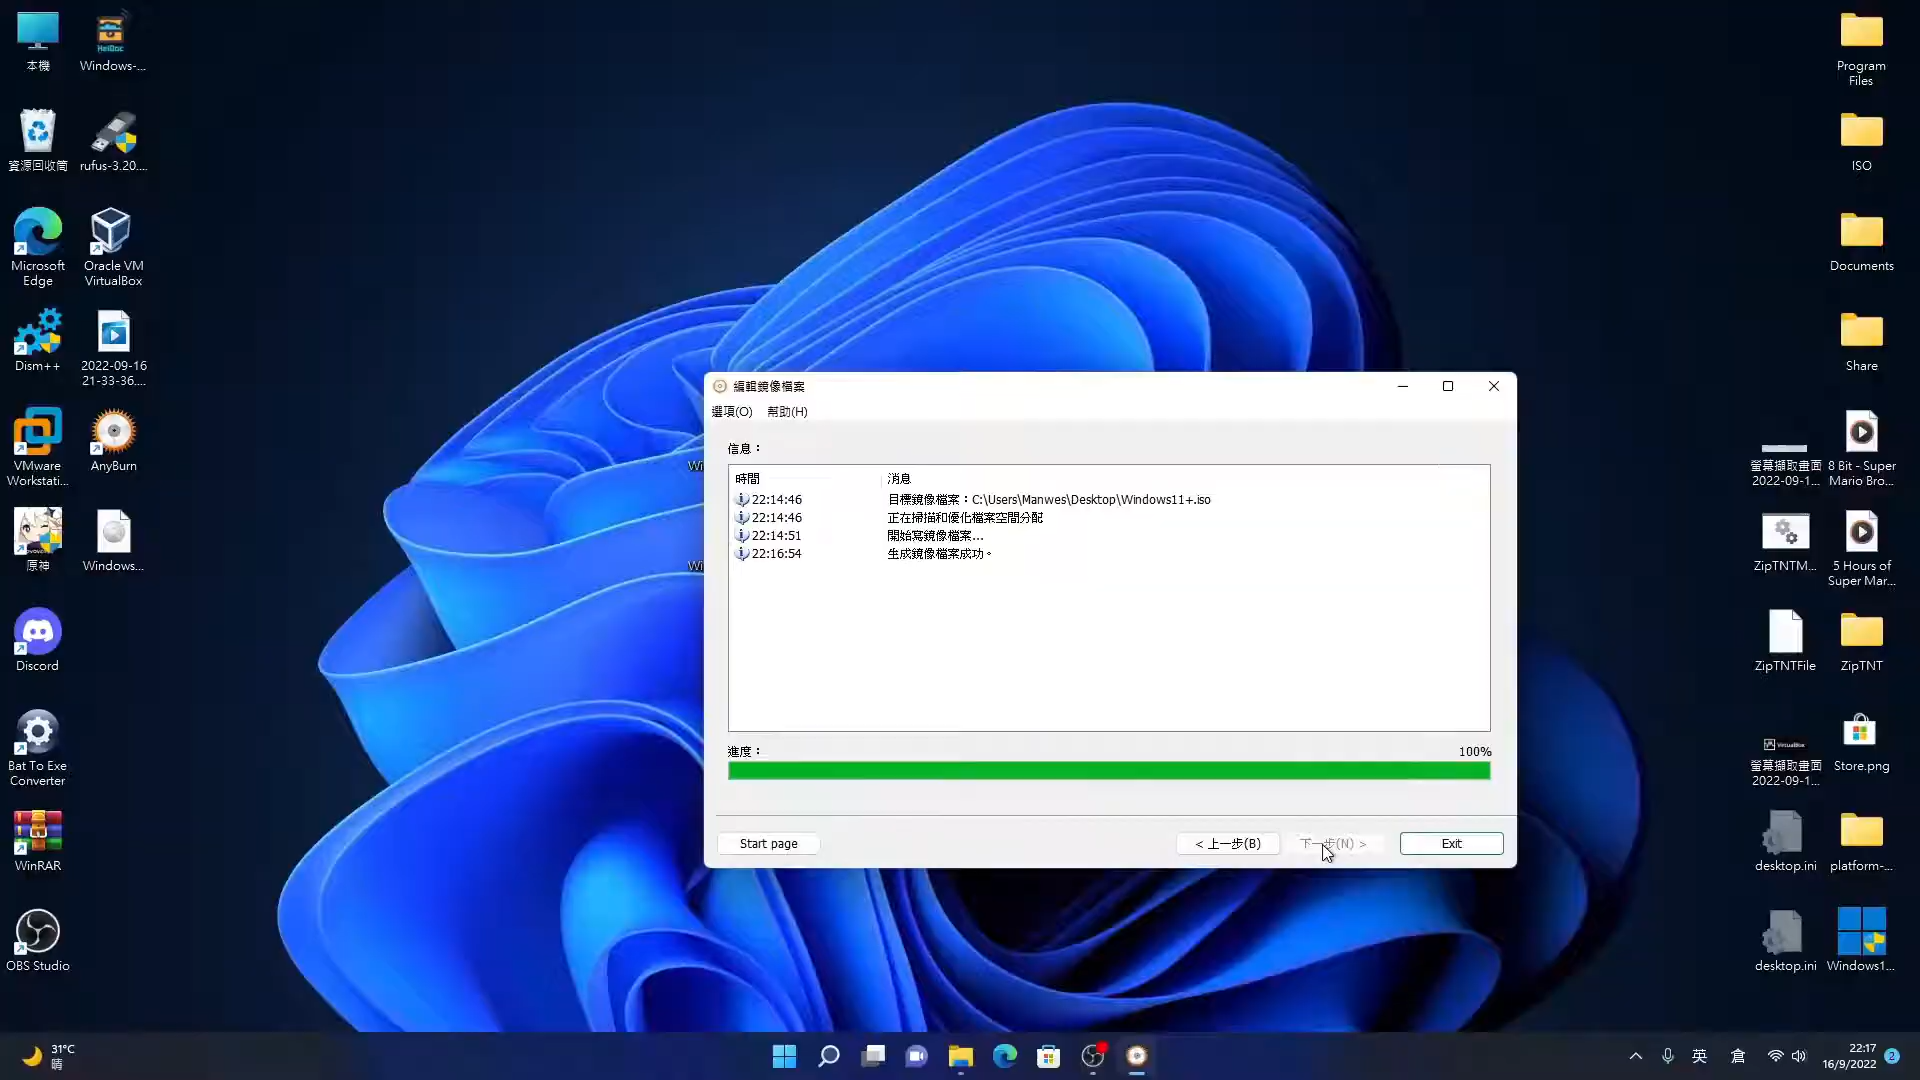 本機
HeiDoc
Windows-...
資源回收筒
rufus-3.20....
Microsoft
Edge
Oracle VM
VirtualBox
Dism++
2022-09-16
21-33-36....
VMware
Workstati...
AnyBurn
原神
Windows...
Discord
Bat To Exe
Converter
WinRAR
OBS Studio
Wi
Wi
編輯鏡像檔案
選項(O) 幫助(H)
信息：
時間 消息
22:14:46 目標鏡像檔案：C:\Users\Manwes\Desktop\Windows11+.iso
22:14:46 正在掃描和優化檔案空間分配
22:14:51 開始寫鏡像檔案...
22:16:54 生成鏡像檔案成功。
進度： 100%
Start page
< 上一步(B)
下一步(N) >
Exit
Program
Files
ISO
Documents
Share
螢幕擷取畫面
2022-09-1...
8 Bit - Super
Mario Bro...
ZipTNTM...
5 Hours of
Super Mar...
ZipTNTFile
ZipTNT
VirtualBox
螢幕擷取畫面
2022-09-1...
Store.png
desktop.ini
platform-...
desktop.ini
Windows1...
31°C
晴
英
倉
22:17
16/9/2022
2